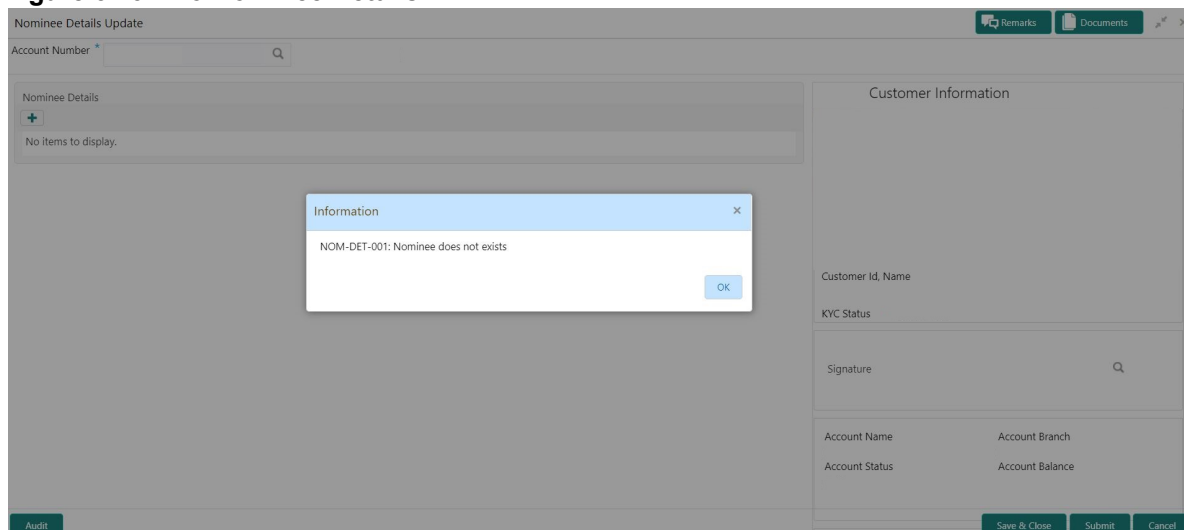 Nominee Details Update
Remarks
Documents
Account Number *
Nominee Details
No items to display.
Customer Information
Information
NOM-DET-001: Nominee does not exists
OK
Customer Id, Name
KYC Status
Signature
Account Name
Account Branch
Account Status
Account Balance
Audit
Save & Close
Submit
Cancel